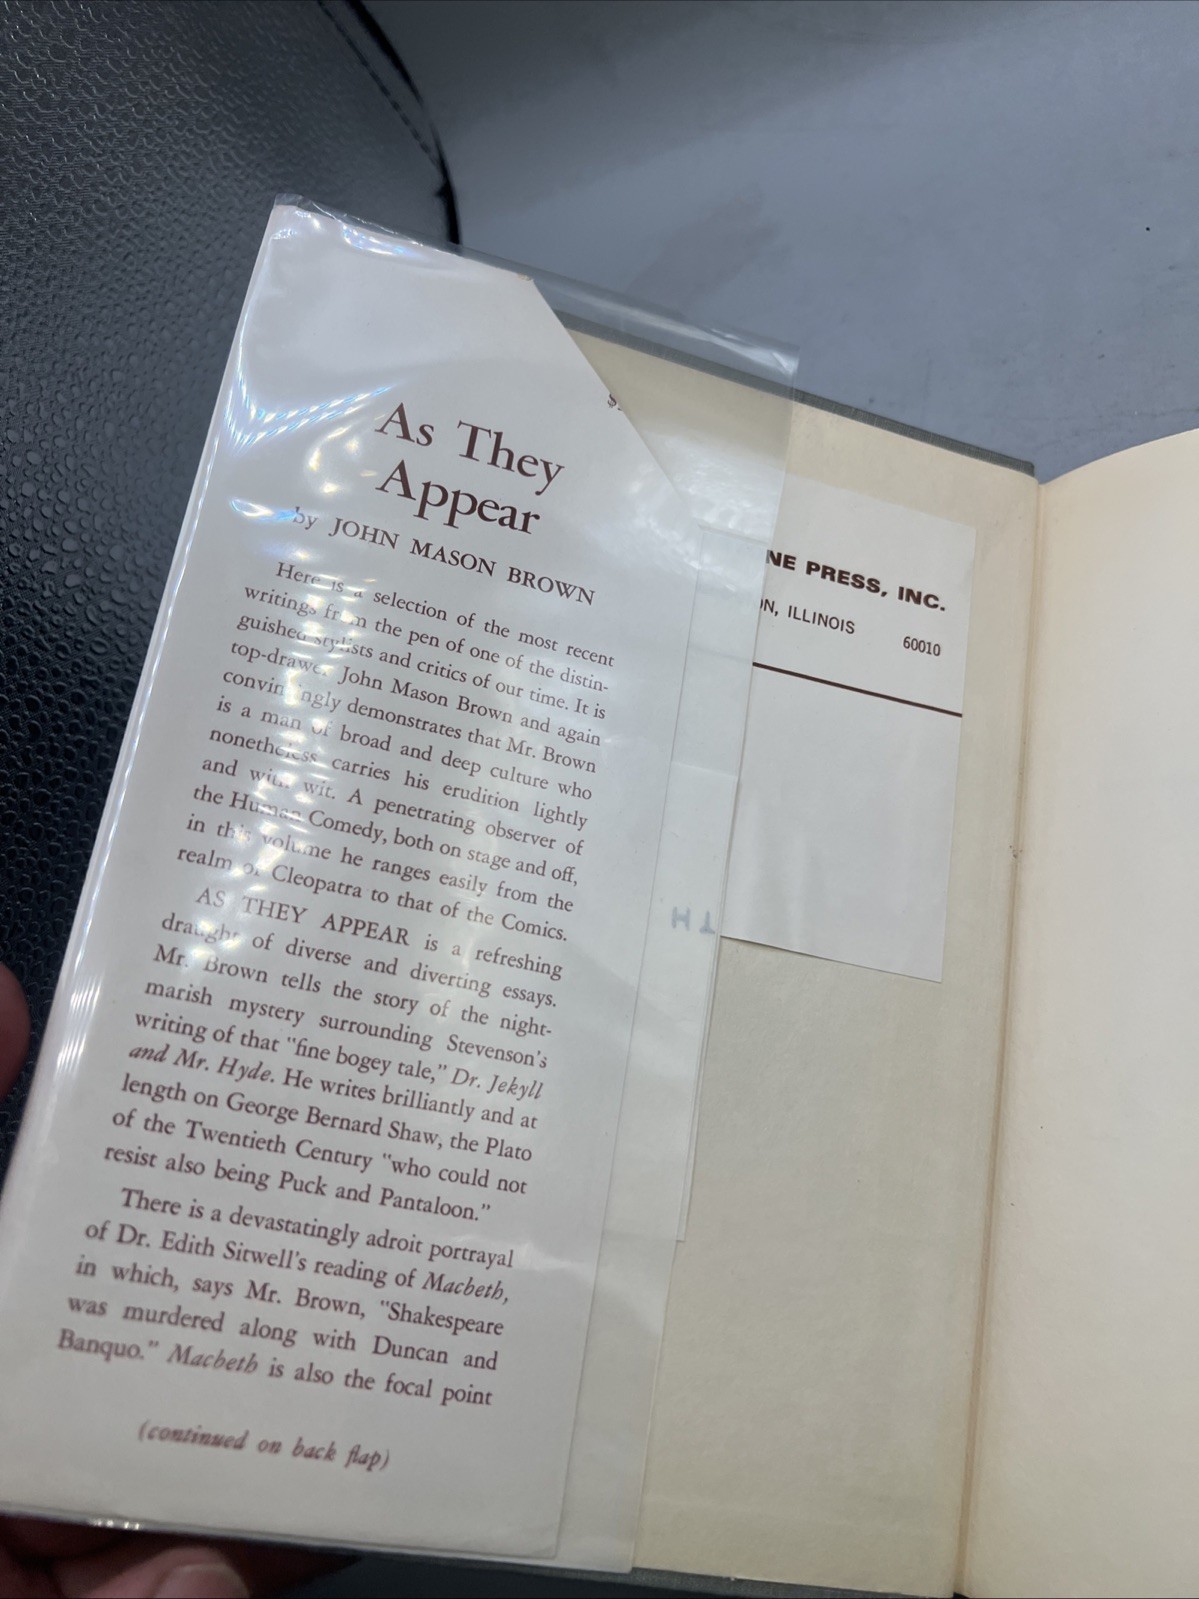 As They
Appear
by JOHN MASON BROWN
Here is a selection of the most recent
writings from the pen of one of the distin-
guished stylists and critics of our time. It is
top-drawer John Mason Brown and again
convincingly demonstrates that Mr. Brown
is a man of broad and deep culture who
nonetheless carries his erudition lightly
and with wit. A penetrating observer of
the Human Comedy, both on stage and off,
in this volume he ranges easily from the
realm of Cleopatra to that of the Comics.
AS THEY APPEAR is a refreshing
draught of diverse and diverting essays.
Mr. Brown tells the story of the night-
marish mystery surrounding Stevenson's
writing of that "fine bogey tale," Dr. Jekyll
and Mr. Hyde. He writes brilliantly and at
length on George Bernard Shaw, the Plato
of the Twentieth Century "who could not
resist also being Puck and Pantaloon."
There is a devastatingly adroit portrayal
of Dr. Edith Sitwell's reading of Macbeth,
in which, says Mr. Brown, "Shakespeare
was murdered along with Duncan and
Banquo." Macbeth is also the focal point
(continued on back flap)
NE PRESS, INC.
N, ILLINOIS 60010